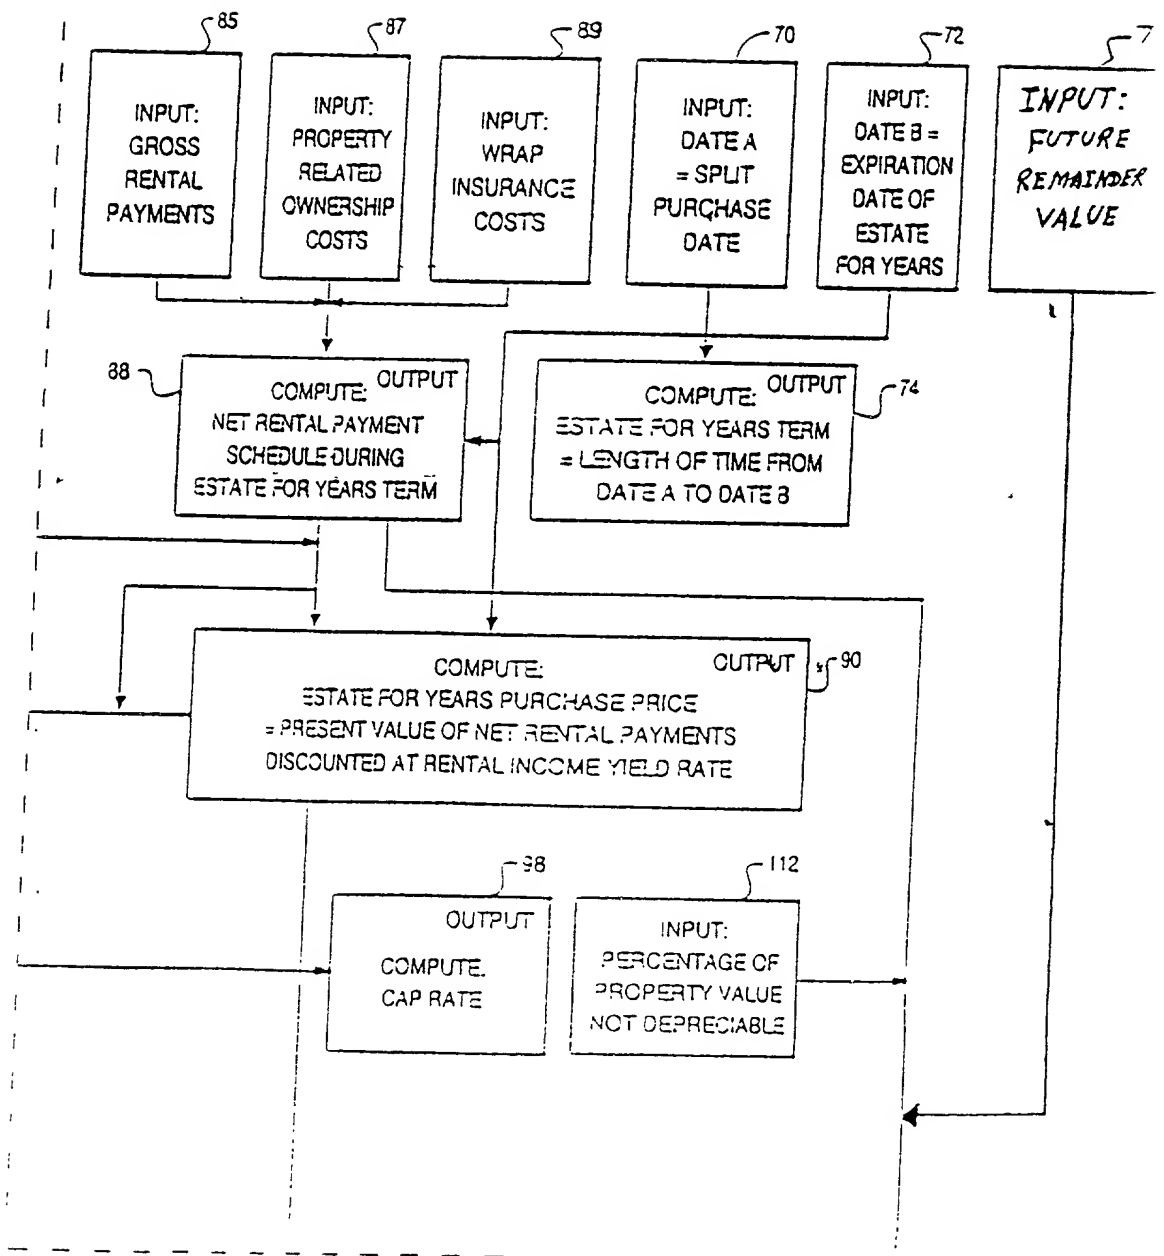 85
87
89
70
72
7
INPUT:
GROSS
RENTAL
PAYMENTS
INPUT:
PROPERTY
RELATED
OWNERSHIP
COSTS
INPUT:
WRAP
INSURANCE
COSTS
INPUT:
DATE A
= SPLIT
PURCHASE
DATE
INPUT:
DATE B =
EXPIRATION
DATE OF
ESTATE
FOR YEARS
INPUT:
FUTURE
REMAINDER
VALUE
88
OUTPUT
COMPUTE:
NET RENTAL PAYMENT
SCHEDULE DURING
ESTATE FOR YEARS TERM
OUTPUT
74
COMPUTE:
ESTATE FOR YEARS TERM
= LENGTH OF TIME FROM
DATE A TO DATE B
OUTPUT
90
COMPUTE:
ESTATE FOR YEARS PURCHASE PRICE
= PRESENT VALUE OF NET RENTAL PAYMENTS
DISCOUNTED AT RENTAL INCOME YIELD RATE
98
OUTPUT
COMPUTE:
CAP RATE
112
INPUT:
PERCENTAGE OF
PROPERTY VALUE
NOT DEPRECIABLE